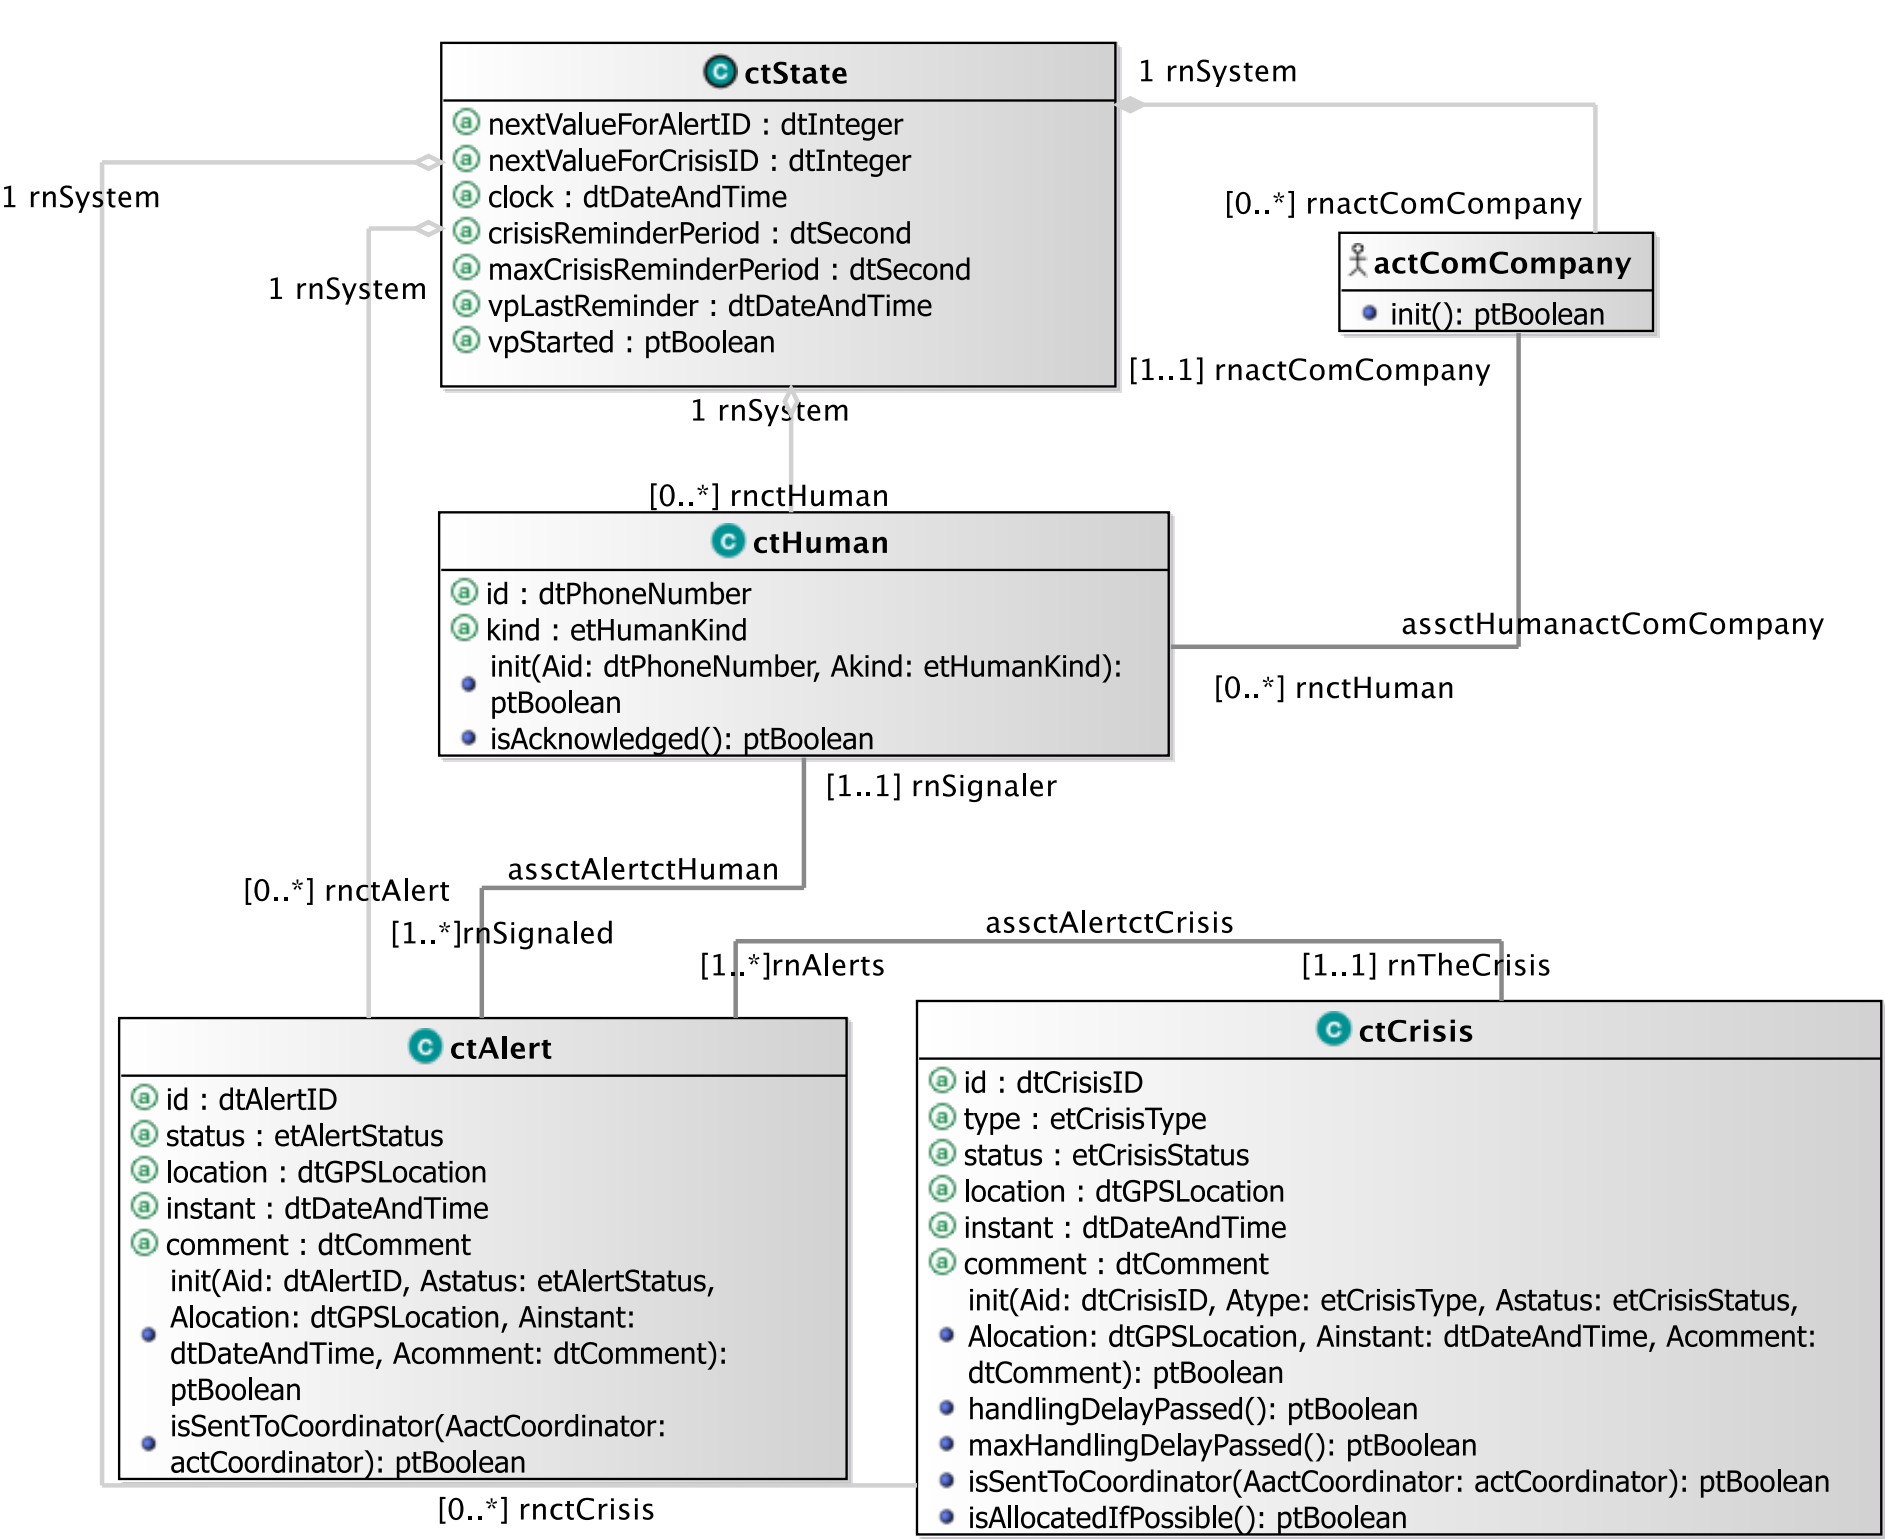 ctState
nextValueForAlertID : dtInteger
nextValueForCrisisID : dtInteger
clock : dtDateAndTime
crisisReminderPeriod : dtSecond
maxCrisisReminderPeriod : dtSecond
vpLastReminder : dtDateAndTime
vpStarted : ptBoolean
1 rnSystem
1 rnSystem
1 rnSystem
1 rnSystem
[0..*] rnactComCompany
actComCompany
init(): ptBoolean
[1..1] rnactComCompany
[0..*] rnctHuman
ctHuman
id : dtPhoneNumber
kind : etHumanKind
init(Aid: dtPhoneNumber, Akind: etHumanKind):
ptBoolean
isAcknowledged(): ptBoolean
assctHumanactComCompany
[0..*] rnctHuman
[1..1] rnSignaler
assctAlertctHuman
[0..*] rnctAlert
[1..*]rnSignaled
assctAlertctCrisis
[1..*]rnAlerts
[1..1] rnTheCrisis
ctAlert
id : dtAlertID
status : etAlertStatus
location : dtGPSLocation
instant : dtDateAndTime
comment : dtComment
init(Aid: dtAlertID, Astatus: etAlertStatus,
Alocation: dtGPSLocation, Ainstant:
dtDateAndTime, Acomment: dtComment):
ptBoolean
isSentToCoordinator(AactCoordinator:
actCoordinator): ptBoolean
[0..*] rnctCrisis
ctCrisis
id : dtCrisisID
type : etCrisisType
status : etCrisisStatus
location : dtGPSLocation
instant : dtDateAndTime
comment : dtComment
init(Aid: dtCrisisID, Atype: etCrisisType, Astatus: etCrisisStatus,
Alocation: dtGPSLocation, Ainstant: dtDateAndTime, Acomment:
dtComment): ptBoolean
handlingDelayPassed(): ptBoolean
maxHandlingDelayPassed(): ptBoolean
isSentToCoordinator(AactCoordinator: actCoordinator): ptBoolean
isAllocatedIfPossible(): ptBoolean